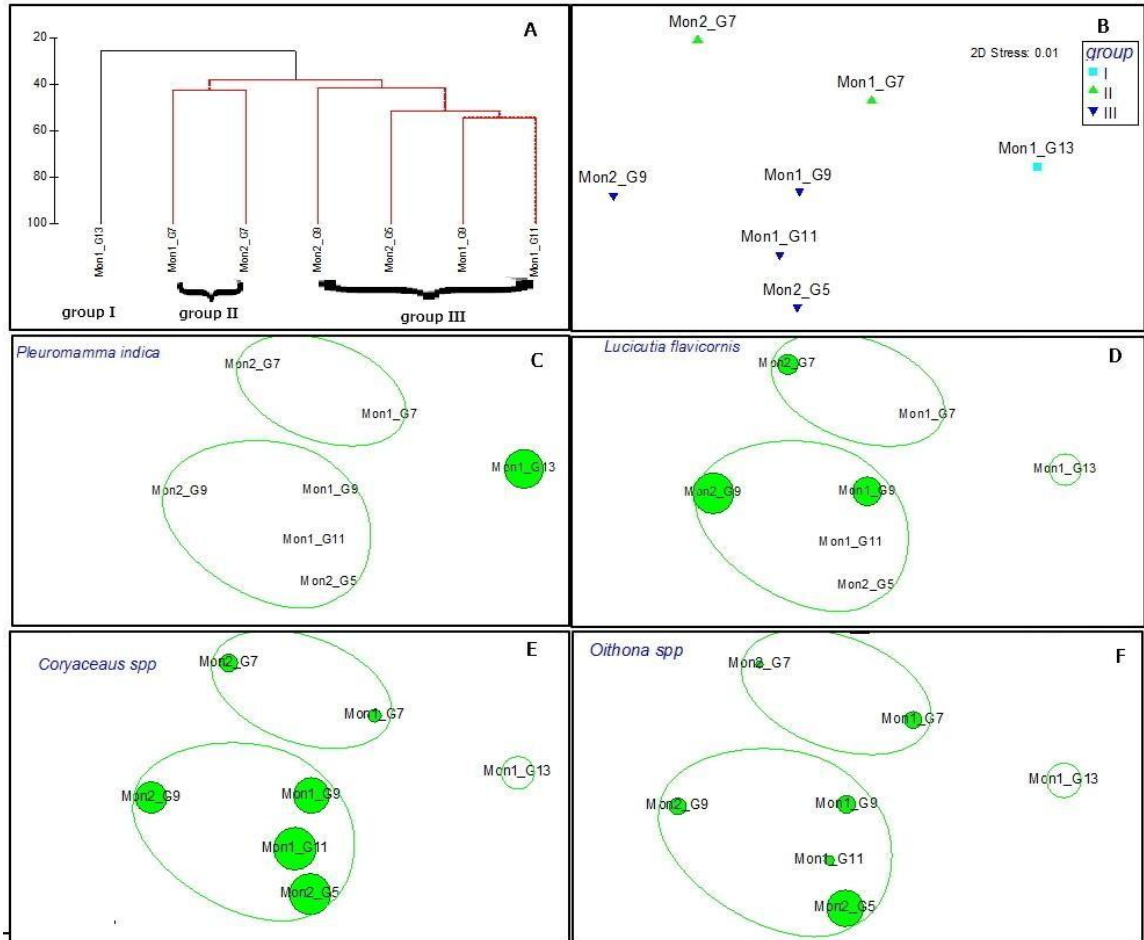 A
20
40
60
80
100
Mon1_G13
Mon1_G7
Mon2_G7
Mon2_G9
Mon2_G5
Mon1_G9
Mon1_G11
group I
group II
group III
B
2D Stress: 0.01
group
I
II
III
Mon2_G7
Mon1_G7
Mon1_G13
Mon2_G9
Mon1_G9
Mon1_G11
Mon2_G5
Pleuromamma indica
C
Mon2_G7
Mon1_G7
Mon1_G13
Mon2_G9
Mon1_G9
Mon1_G11
Mon2_G5
Lucicutia flavicornis
D
Mon2_G7
Mon1_G7
Mon1_G13
Mon2_G9
Mon1_G9
Mon1_G11
Mon2_G5
Coryaceaus spp
E
Mon2_G7
Mon1_G7
Mon1_G13
Mon2_G9
Mon1_G9
Mon1_G11
Mon2_G5
Oithona spp
F
Mon2_G7
Mon1_G7
Mon1_G13
Mon2_G9
Mon1_G9
Mon1_G11
Mon2_G5